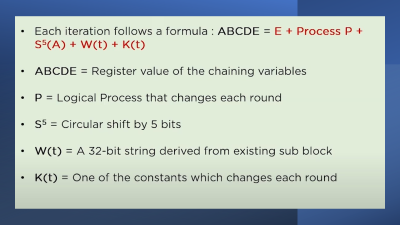 • Each iteration follows a formula : ABCDE = E + Process P +
S⁵(A) + W(t) + K(t)
• ABCDE = Register value of the chaining variables
• P = Logical Process that changes each round
• S⁵ = Circular shift by 5 bits
• W(t) = A 32-bit string derived from existing sub block
• K(t) = One of the constants which changes each round